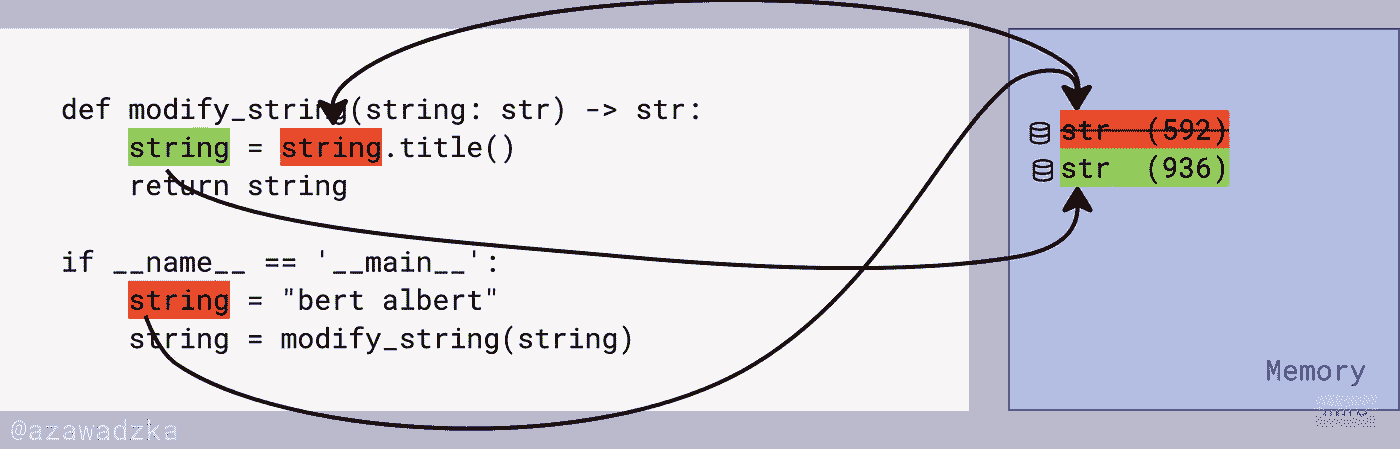 def modify_string(string: str) -> str:
string = string.title()
return string
if __name__ == '__main__':
string = "bert albert"
string = modify_string(string)
str (592)
str (936)
Memory
miro
@azawadzka